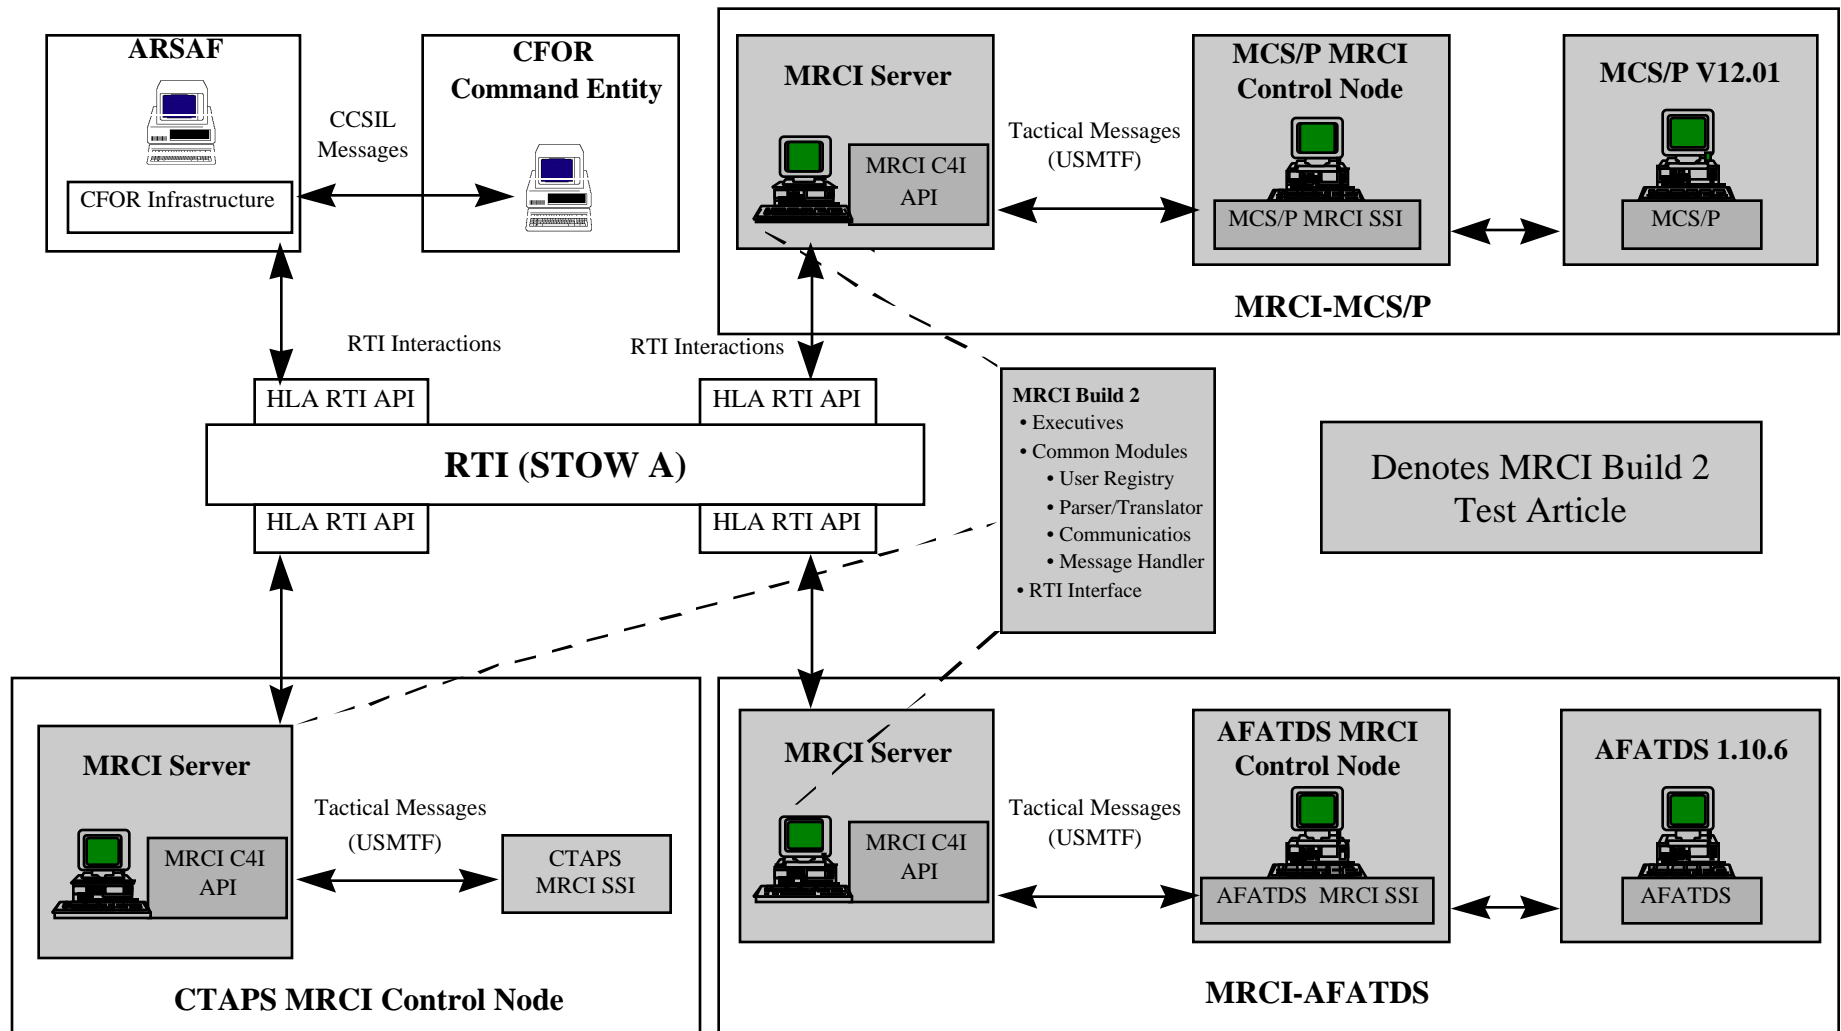 ARSAF
CFOR Infrastructure
CCSIL
Messages
CFOR
Command Entity
MRCI Server
MRCI C4I
API
Tactical Messages
(USMTF)
MCS/P MRCI
Control Node
MCS/P MRCI SSI
MCS/P V12.01
MCS/P
MRCI-MCS/P
RTI Interactions
RTI Interactions
HLA RTI API
HLA RTI API
RTI (STOW A)
HLA RTI API
HLA RTI API
MRCI Build 2
• Executives
• Common Modules
• User Registry
• Parser/Translator
• Communicatios
• Message Handler
• RTI Interface
Denotes MRCI Build 2
Test Article
MRCI Server
MRCI C4I
API
Tactical Messages
(USMTF)
CTAPS
MRCI SSI
CTAPS MRCI Control Node
MRCI Server
MRCI C4I
API
Tactical Messages
(USMTF)
AFATDS MRCI
Control Node
AFATDS MRCI SSI
AFATDS 1.10.6
AFATDS
MRCI-AFATDS